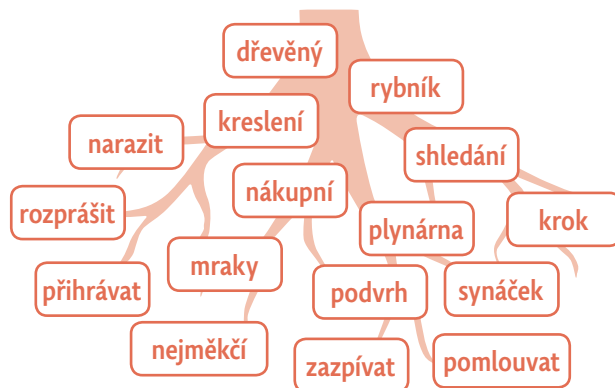 dřevěný
rybník
kreslení
narazit
shledání
nákupní
rozprášit
krok
plynárna
mraky
přihrávat
podvrh
synáček
nejměkčí
zazpívat
pomlouvat